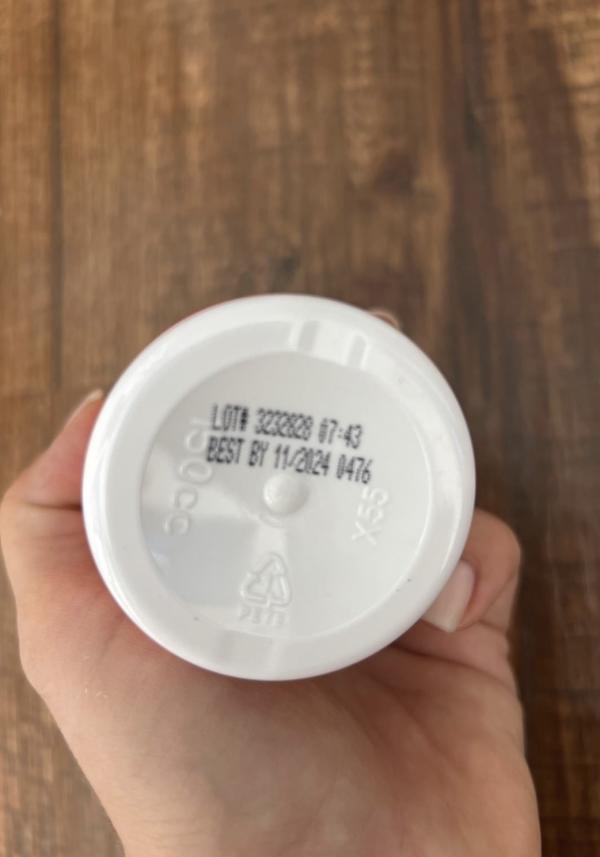 LOT# 3232828 07:43
BEST BY 11/2024 0476
150cc
X55
PETE